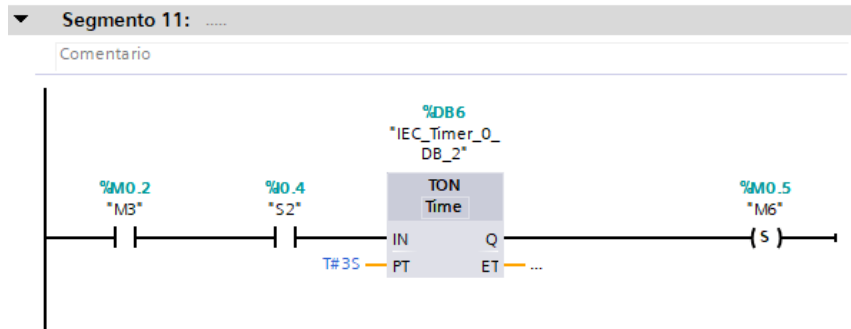 Segmento 11: .....
Comentario
%DB6
"IEC_Timer_0_
DB_2"
%M0.2
"M3"
%I0.4
"S2"
TON
Time
%M0.5
"M6"
IN
Q
S
T#3S
PT
ET
...